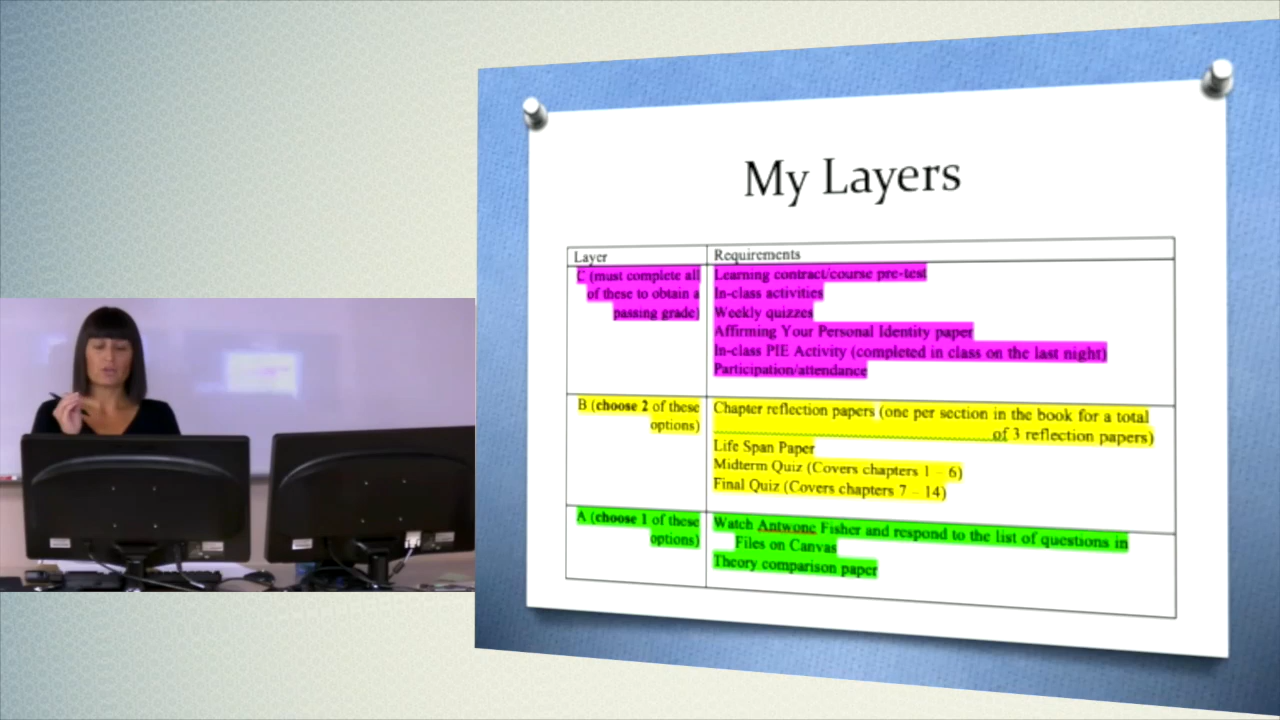 My Layers
Layer
Requirements
C (must complete all
of these to obtain a
passing grade)
Learning contract/course pre-test
In-class activities
Weekly quizzes
Affirming Your Personal Identity paper
In-class PIE Activity (completed in class on the last night)
Participation/attendance
B (choose 2 of these
options)
Chapter reflection papers (one per section in the book for a total
of 3 reflection papers)
Life Span Paper
Midterm Quiz (Covers chapters 1 – 6)
Final Quiz (Covers chapters 7 – 14)
A (choose 1 of these
options)
Watch Antwone Fisher and respond to the list of questions in
Files on Canvas
Theory comparison paper